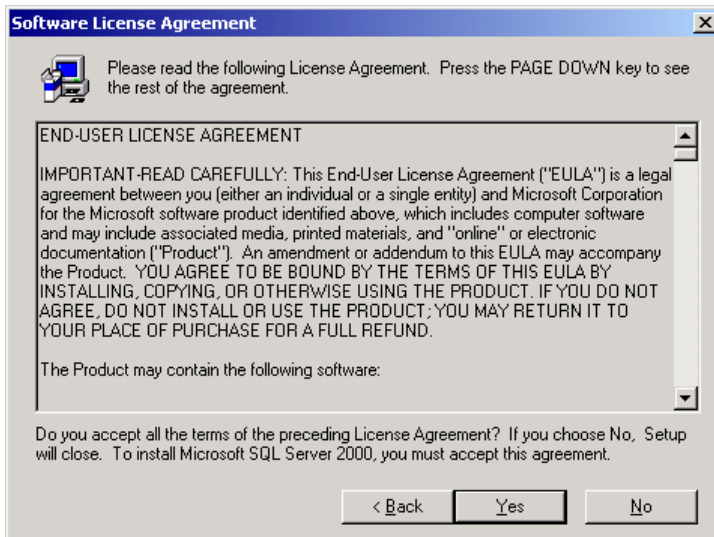 Software License Agreement
Please read the following License Agreement. Press the PAGE DOWN key to see
the rest of the agreement.
END-USER LICENSE AGREEMENT
IMPORTANT-READ CAREFULLY: This End-User License Agreement ("EULA") is a legal
agreement between you (either an individual or a single entity) and Microsoft Corporation
for the Microsoft software product identified above, which includes computer software
and may include associated media, printed materials, and "online" or electronic
documentation ("Product"). An amendment or addendum to this EULA may accompany
the Product. YOU AGREE TO BE BOUND BY THE TERMS OF THIS EULA BY
INSTALLING, COPYING, OR OTHERWISE USING THE PRODUCT. IF YOU DO NOT
AGREE, DO NOT INSTALL OR USE THE PRODUCT; YOU MAY RETURN IT TO
YOUR PLACE OF PURCHASE FOR A FULL REFUND.
The Product may contain the following software:
Do you accept all the terms of the preceding License Agreement? If you choose No, Setup
will close. To install Microsoft SQL Server 2000, you must accept this agreement.
< Back Yes No